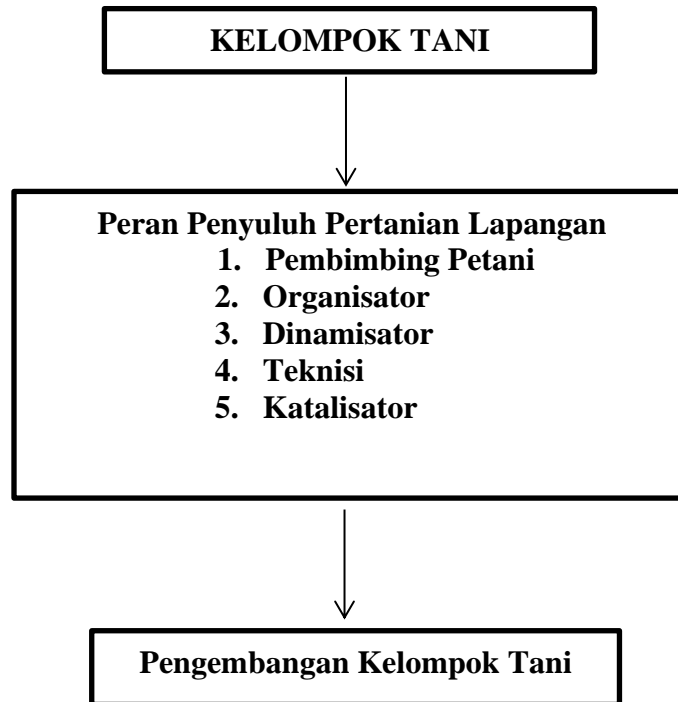 KELOMPOK TANI
Peran Penyuluh Pertanian Lapangan
1. Pembimbing Petani
2. Organisator
3. Dinamisator
4. Teknisi
5. Katalisator
Pengembangan Kelompok Tani